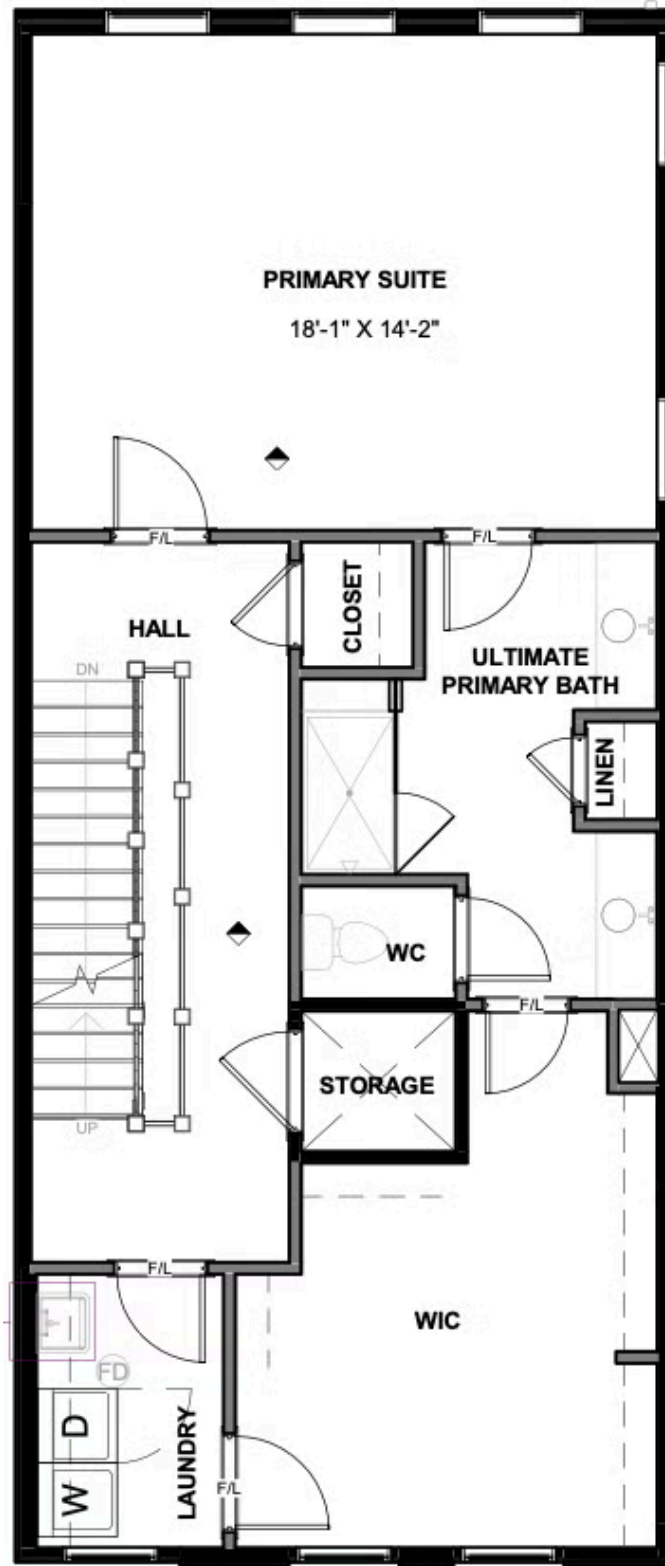 PRIMARY SUITE
18'-1" X 14'-2"
F/L
F/L
HALL
CLOSET
DN
ULTIMATE
PRIMARY BATH
LINEN
WC
F/L
STORAGE
UP
F/L
WIC
FD
D
W
LAUNDRY
F/L